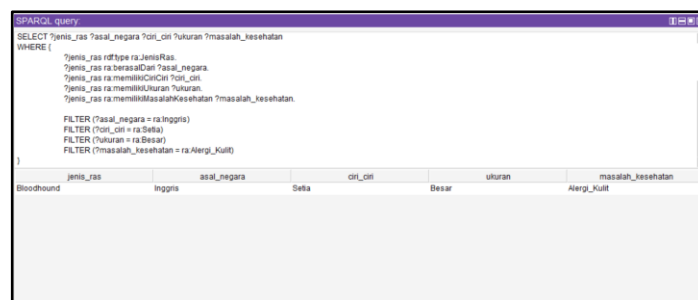 SPARQL query:
SELECT ?jenis_ras ?asal_negara ?ciri_ciri ?ukuran ?masalah_kesehatan
WHERE {
?jenis_ras rdf:type ra:JenisRas.
?jenis_ras ra:berasalDari ?asal_negara.
?jenis_ras ra:memilikiCiriCiri ?ciri_ciri.
?jenis_ras ra:memilikiUkuran ?ukuran.
?jenis_ras ra:memilikiMasalahKesehatan ?masalah_kesehatan.
FILTER (?asal_negara = ra:Inggris)
FILTER (?ciri_ciri = ra:Setia)
FILTER (?ukuran = ra:Besar)
FILTER (?masalah_kesehatan = ra:Alergi_Kulit)
}
jenis_ras asal_negara ciri_ciri ukuran masalah_kesehatan
Bloodhound Inggris Setia Besar Alergi_Kulit